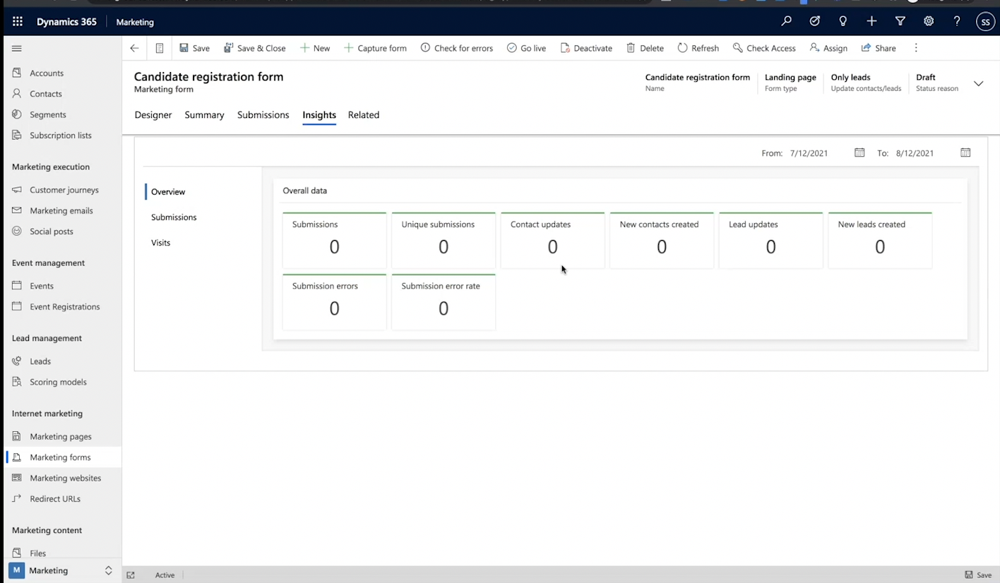 Dynamics 365
Marketing
SS
Save
Save & Close
New
Capture form
Check for errors
Go live
Deactivate
Delete
Refresh
Check Access
Assign
Share
Accounts
Contacts
Segments
Subscription lists
Marketing execution
Customer journeys
Marketing emails
Social posts
Event management
Events
Event Registrations
Lead management
Leads
Scoring models
Internet marketing
Marketing pages
Marketing forms
Marketing websites
Redirect URLs
Marketing content
Files
M
Marketing
Candidate registration form
Marketing form
Candidate registration form
Name
Landing page
Form type
Only leads
Update contacts/leads
Draft
Status reason
Designer
Summary
Submissions
Insights
Related
From: 7/12/2021
To: 8/12/2021
Overview
Submissions
Visits
Overall data
Submissions
0
Unique submissions
0
Contact updates
0
New contacts created
0
Lead updates
0
New leads created
0
Submission errors
0
Submission error rate
0
Active
Save